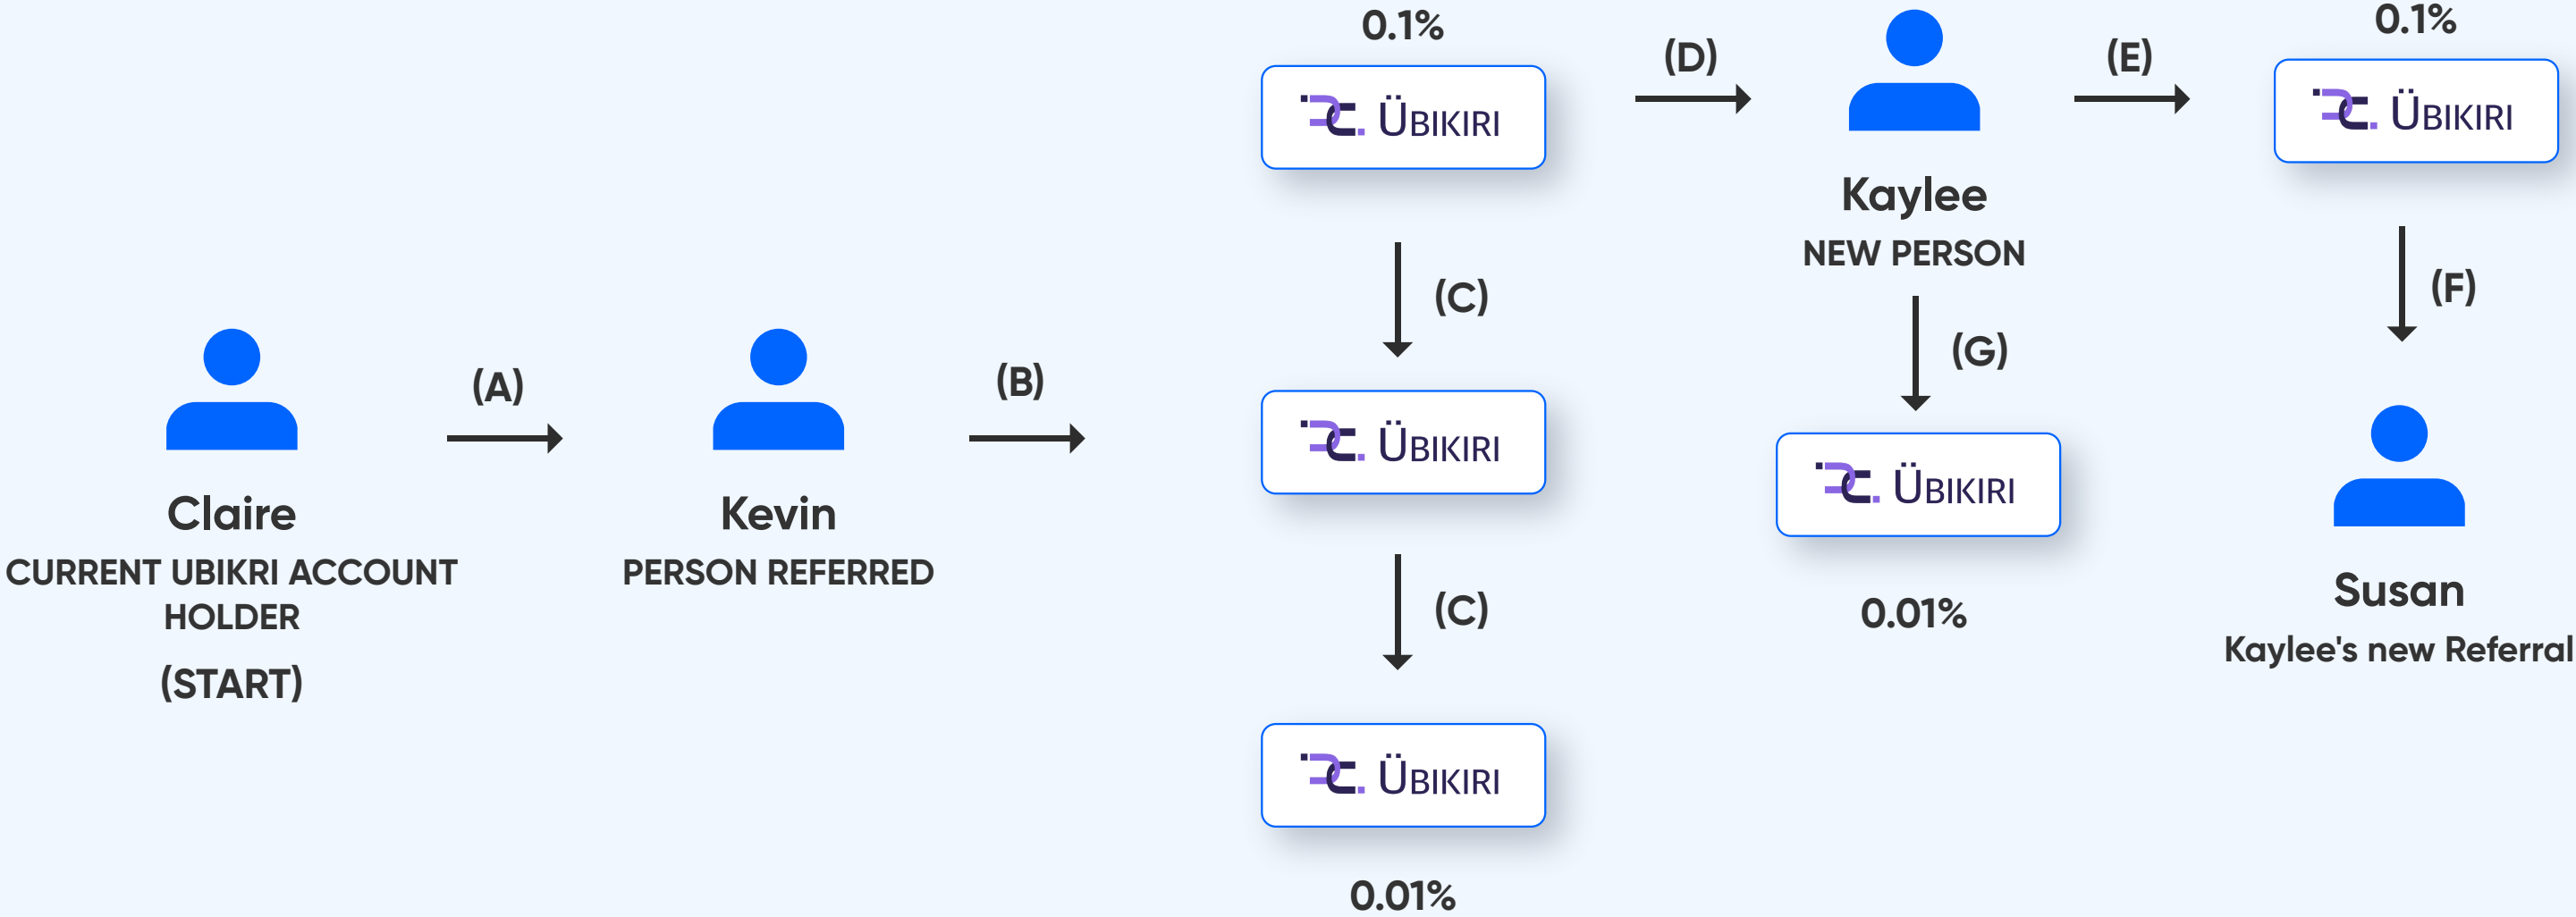 0.1%
ÜBIKIRI
(D)
Kaylee
NEW PERSON
(E)
0.1%
ÜBIKIRI
(C)
(G)
(F)
Claire
CURRENT UBIKRI ACCOUNT
HOLDER
(START)
(A)
Kevin
PERSON REFERRED
(B)
ÜBIKIRI
ÜBIKIRI
0.01%
Susan
Kaylee's new Referral
(C)
ÜBIKIRI
0.01%